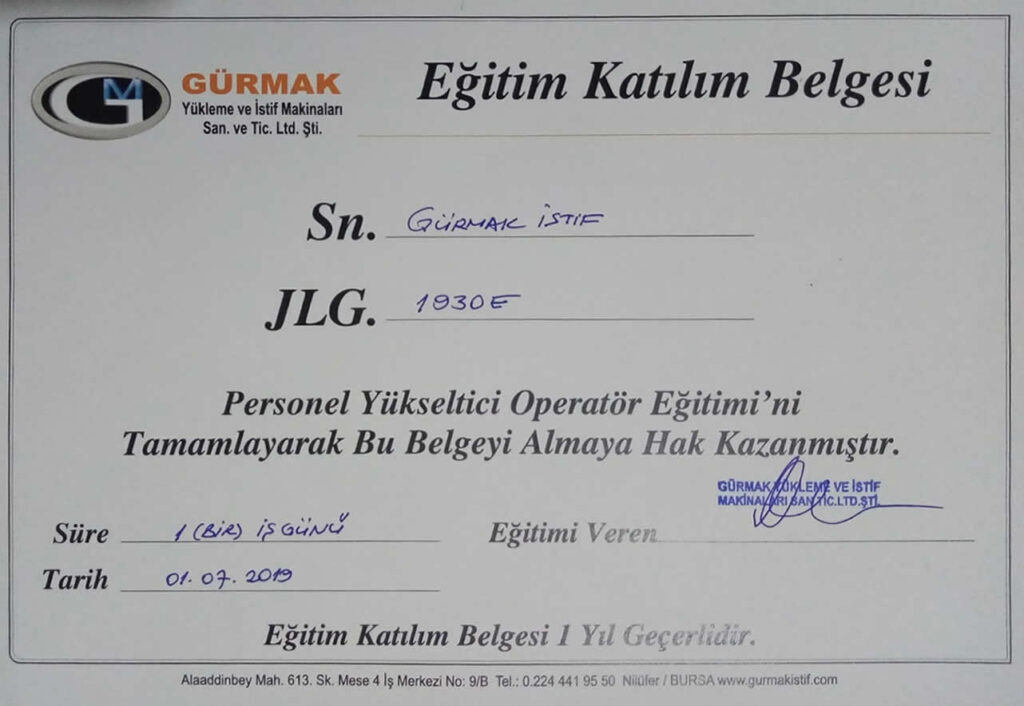 GM
GÜRMAK
Yükleme ve İstif Makinaları
San. ve Tic. Ltd. Şti.
Eğitim Katılım Belgesi
Sn. GÜRMAK İSTİF
JLG. 1930E
Personel Yükseltici Operatör Eğitimi'ni
Tamamlayarak Bu Belgeyi Almaya Hak Kazanmıştır.
GÜRMAK YÜKLEME VE İSTİF
MAKİNALARI SAN.TİC.LTD.ŞTİ.
Süre 1 (BİR) İŞ GÜNÜ
Eğitimi Veren
Tarih 01.07.2019
Eğitim Katılım Belgesi 1 Yıl Geçerlidir.
Alaaddinbey Mah. 613. Sk. Mese 4 İş Merkezi No: 9/B Tel.: 0.224 441 95 50 Nilüfer / BURSA www.gurmakistif.com